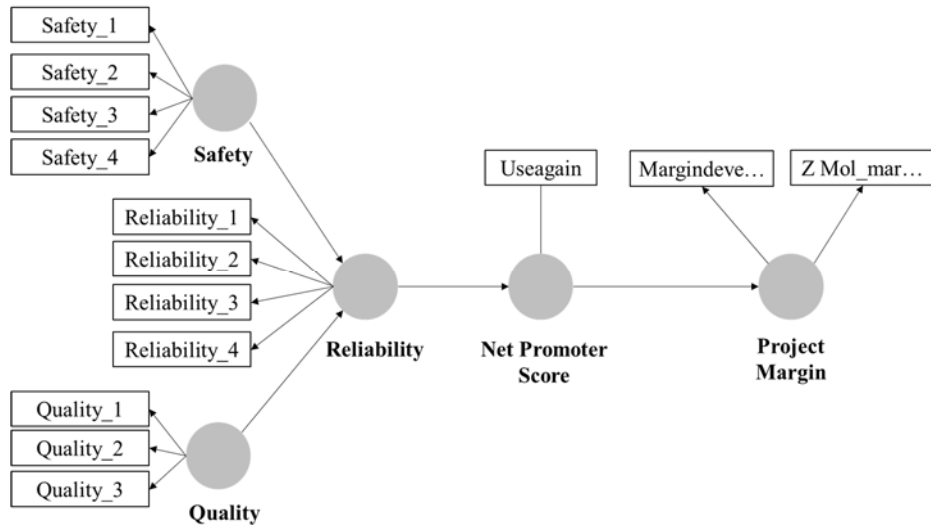 Safety_1
Safety_2
Safety_3
Safety_4
Safety
Useagain
Margindeve…
Z Mol_mar…
Reliability_1
Reliability_2
Reliability_3
Reliability_4
Reliability
Net Promoter
Score
Project
Margin
Quality_1
Quality_2
Quality_3
Quality